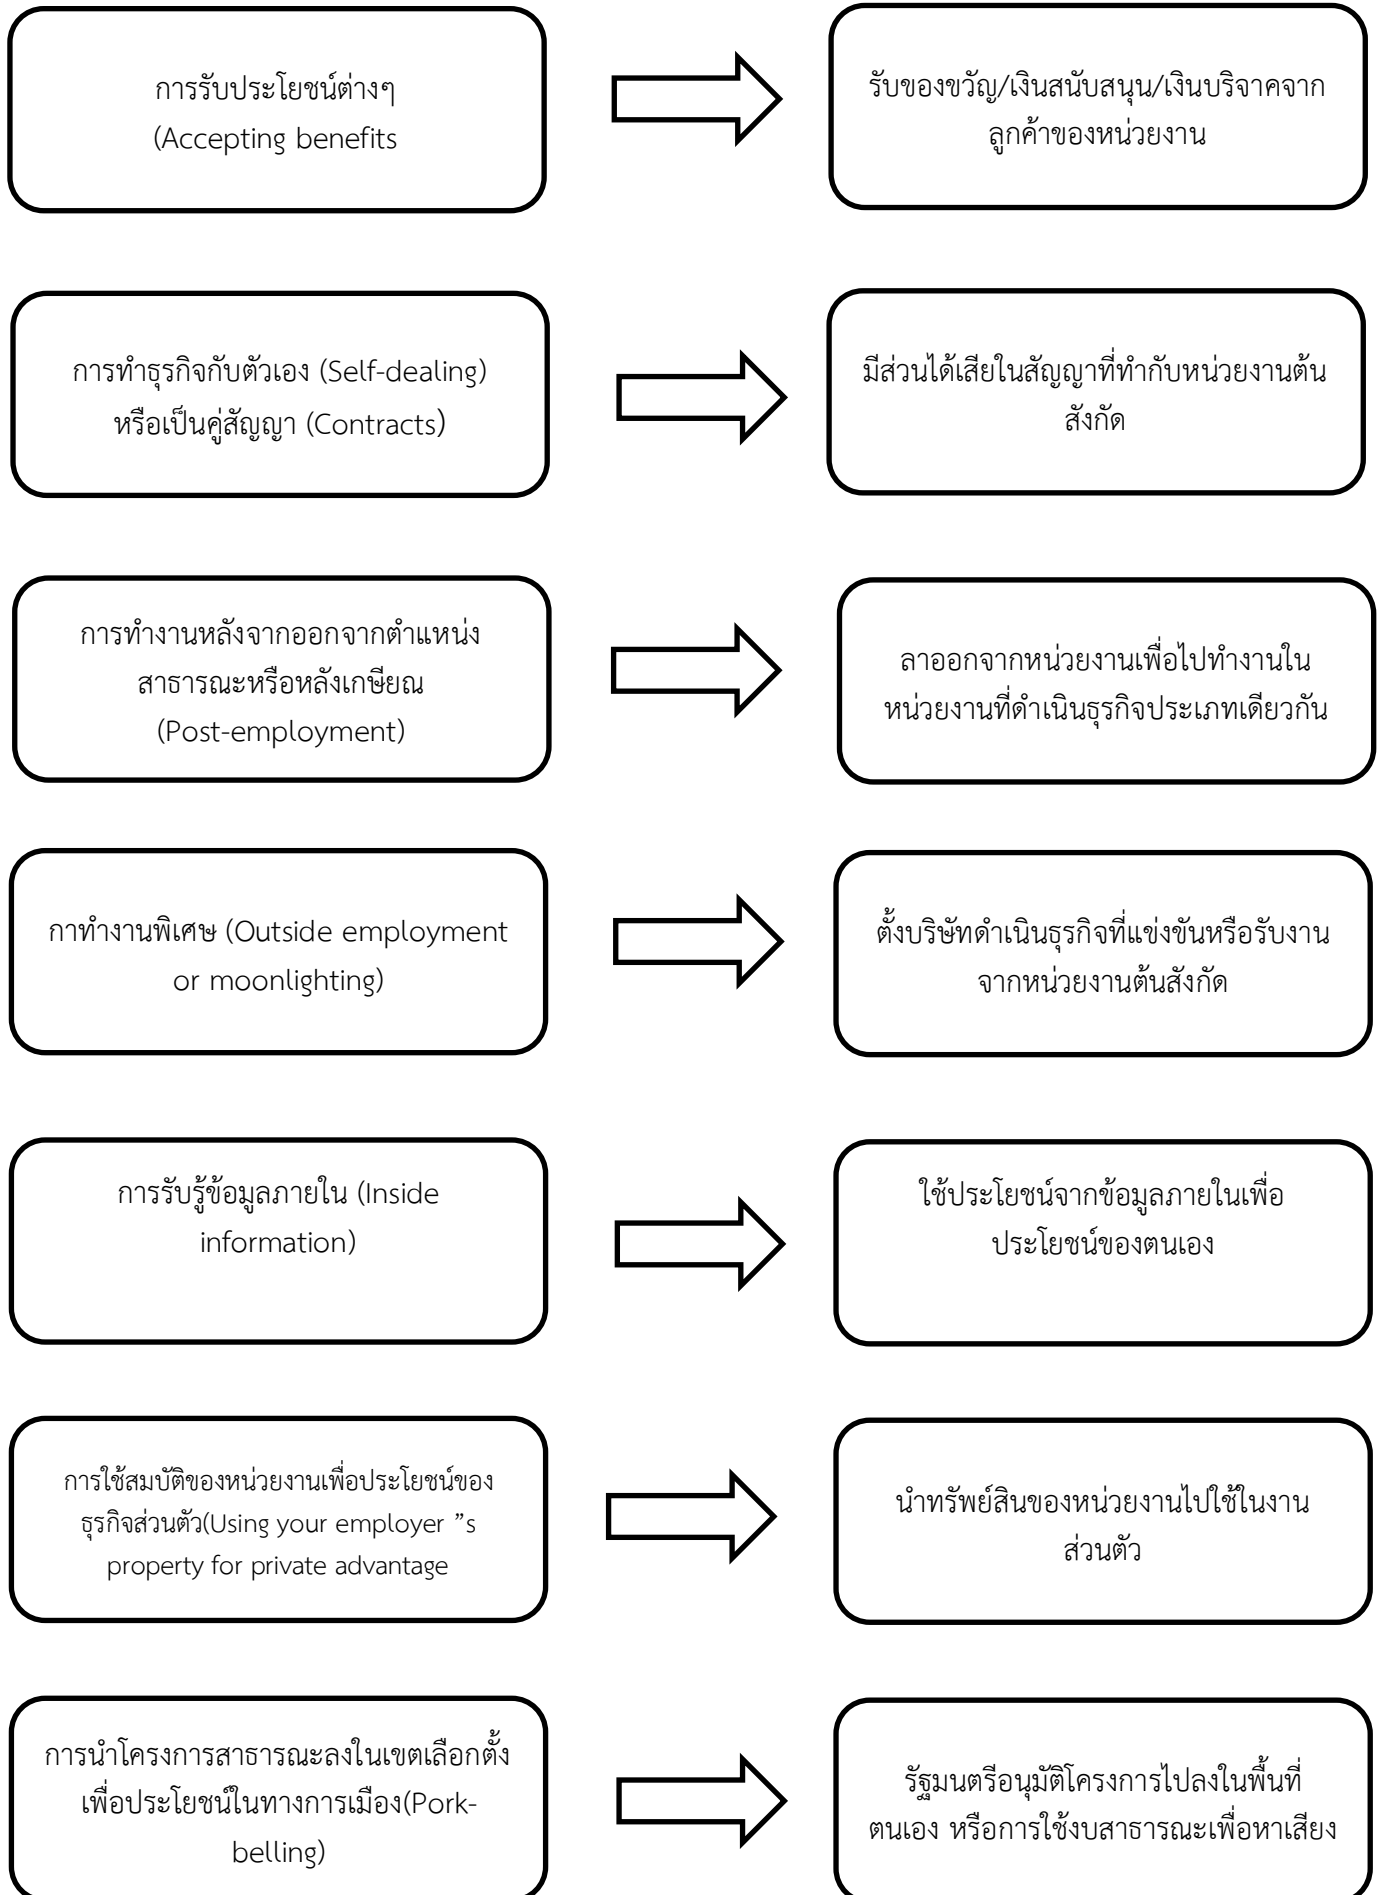 การรับประโยชน์ต่างๆ
(Accepting benefits
รับของขวัญ/เงินสนับสนุน/เงินบริจาคจาก
ลูกค้าของหน่วยงาน
การทำธุรกิจกับตัวเอง (Self-dealing)
หรือเป็นคู่สัญญา (Contracts)
มีส่วนได้เสียในสัญญาที่ทำกับหน่วยงานต้น
สังกัด
การทำงานหลังจากออกจากตำแหน่ง
สาธารณะหรือหลังเกษียณ
(Post-employment)
ลาออกจากหน่วยงานเพื่อไปทำงานใน
หน่วยงานที่ดำเนินธุรกิจประเภทเดียวกัน
กาทำงานพิเศษ (Outside employment
or moonlighting)
ตั้งบริษัทดำเนินธุรกิจที่แข่งขันหรือรับงาน
จากหน่วยงานต้นสังกัด
การรับรู้ข้อมูลภายใน (Inside
information)
ใช้ประโยชน์จากข้อมูลภายในเพื่อ
ประโยชน์ของตนเอง
การใช้สมบัติของหน่วยงานเพื่อประโยชน์ของ
ธุรกิจส่วนตัว(Using your employer ”s
property for private advantage
นำทรัพย์สินของหน่วยงานไปใช้ในงาน
ส่วนตัว
การนำโครงการสาธารณะลงในเขตเลือกตั้ง
เพื่อประโยชน์ในทางการเมือง(Pork-
belling)
รัฐมนตรีอนุมัติโครงการไปลงในพื้นที่
ตนเอง หรือการใช้งบสาธารณะเพื่อหาเสียง